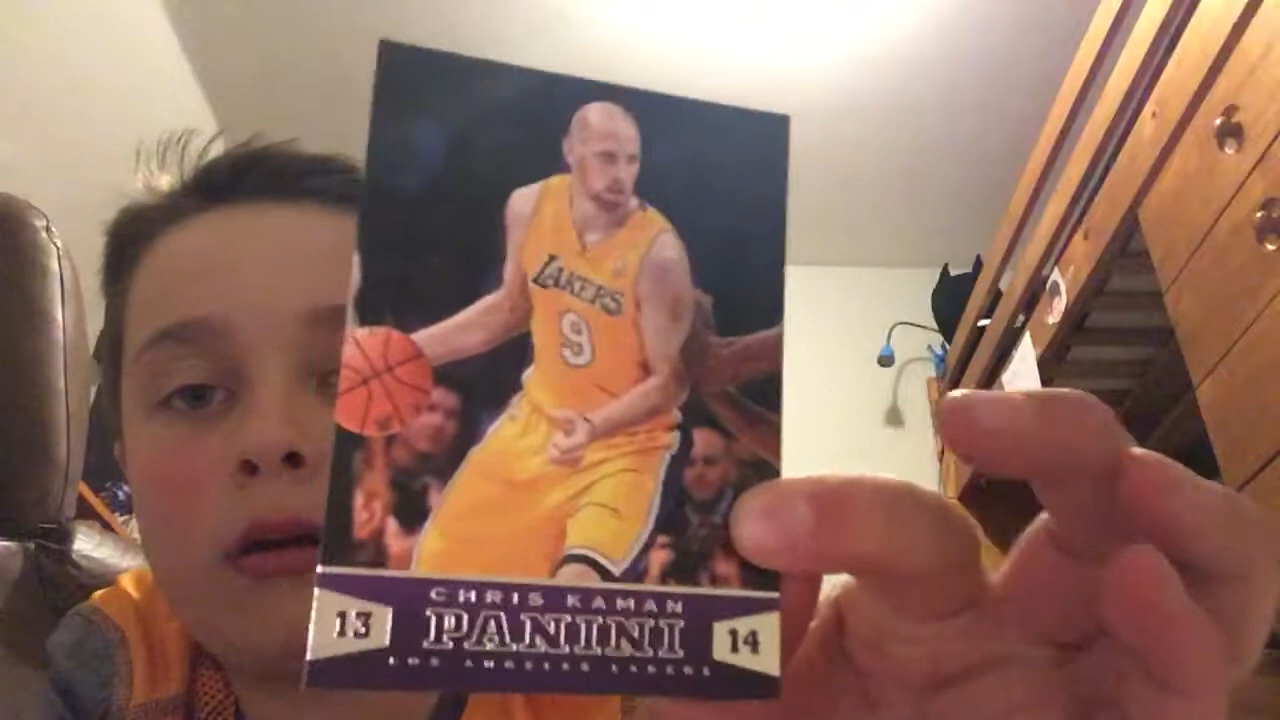 LAKERS
9
CHRIS KAMAN
13 PANINI 14
LOS ANGELES LAKERS